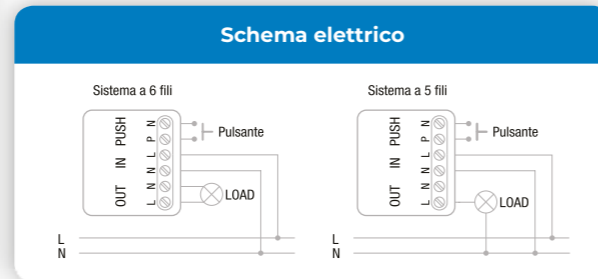 Schema elettrico
Sistema a 6 fili
OUT IN PUSH
L N N L P N
Pulsante
LOAD
L
N
Sistema a 5 fili
OUT IN PUSH
L N N L P N
Pulsante
LOAD
L
N